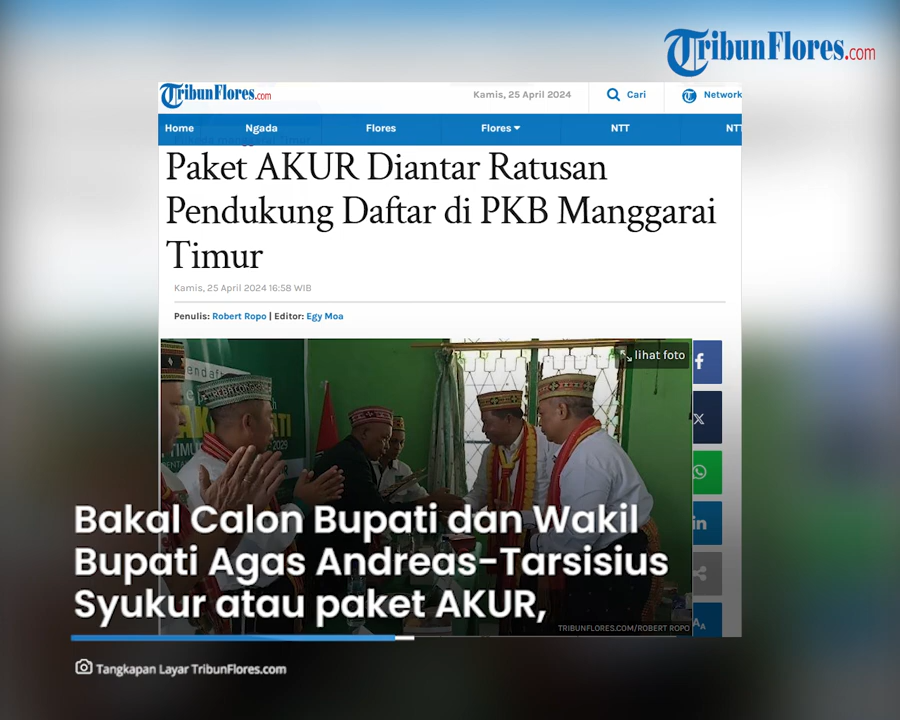 TribunFlores.com
TribunFlores.com
Kamis, 25 April 2024
Cari
Network
Home
Ngada
Flores
Flores
NTT
NTT
Paket AKUR Diantar Ratusan
Pendukung Daftar di PKB Manggarai
Timur
Kamis, 25 April 2024 16:58 WIB
Penulis: Robert Ropo | Editor: Egy Moa
lihat foto
Bakal Calon Bupati dan Wakil
Bupati Agas Andreas-Tarsisius
Syukur atau paket AKUR,
TRIBUNFLORES.COM/ROBERT ROPO
Tangkapan Layar TribunFlores.com